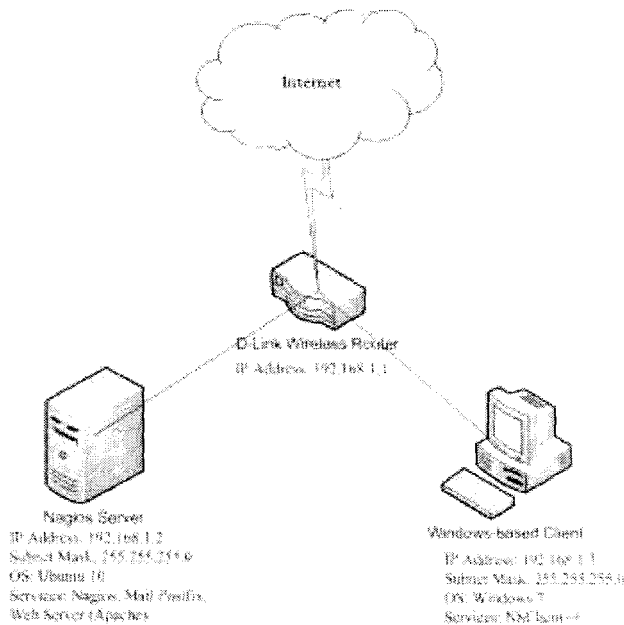 Internet
D-Link Wireless Router
IP Address: 192.168.1.1
Nagios Server
IP Address: 192.168.1.2
Subnet Mask: 255.255.255.0
OS: Ubuntu 10
Services: Nagios, Mail Postfix,
Web Server (Apache)
Windows-based Client
IP Address: 192.168.1.
Subnet Mask: 255.255.255.0
OS: Windows 7
Services: NSClient++